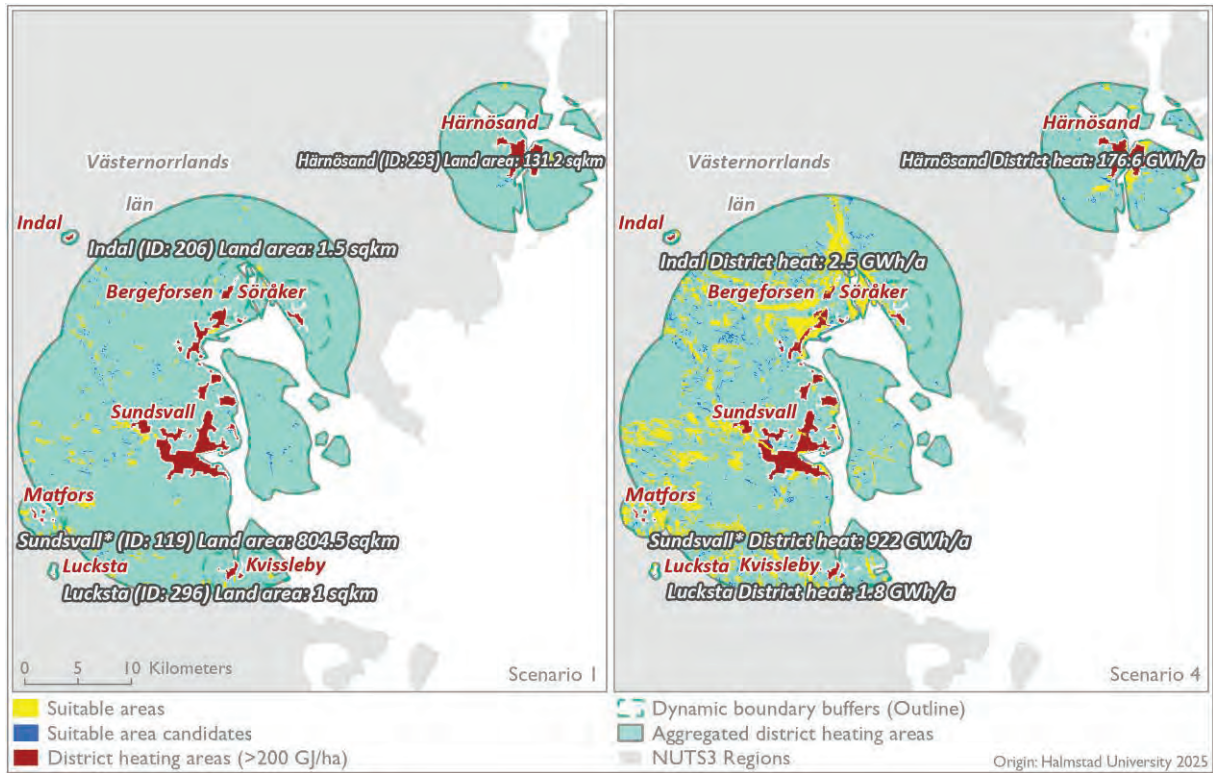 Härnösand
Härnösand (ID: 293) Land area: 131.2 sqkm
Västernorrlands
län
Indal
Indal (ID: 206) Land area: 1.5 sqkm
Bergeforsen
Söråker
Sundsvall
Matfors
Sundsvall* (ID: 119) Land area: 804.5 sqkm
Lucksta
Kvissleby
Lucksta (ID: 296) Land area: 1 sqkm
0 5 10 Kilometers
Scenario 1
Härnösand
Härnösand District heat: 176.6 GWh/a
Västernorrlands
län
Indal
Indal District heat: 2.5 GWh/a
Bergeforsen
Söråker
Sundsvall
Matfors
Sundsvall* District heat: 922 GWh/a
Lucksta
Kvissleby
Lucksta District heat: 1.8 GWh/a
Scenario 4
Suitable areas
Suitable area candidates
District heating areas (>200 GJ/ha)
Dynamic boundary buffers (Outline)
Aggregated district heating areas
NUTS3 Regions
Origin: Halmstad University 2025